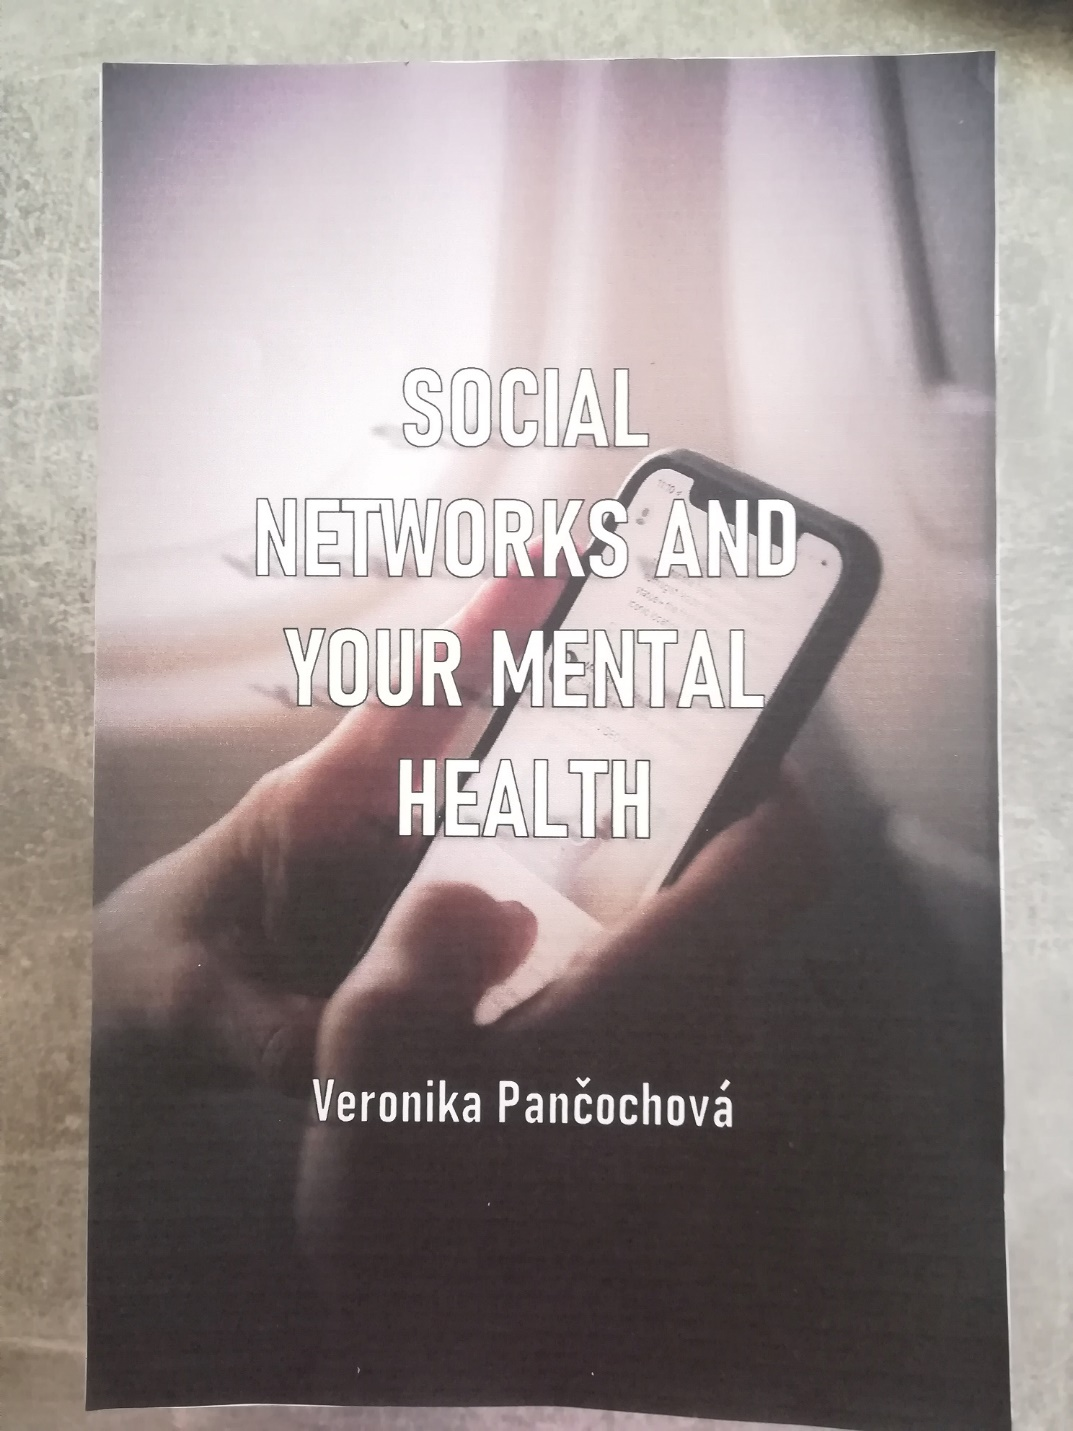 SOCIAL
NETWORKS AND
YOUR MENTAL
HEALTH
Veronika Pančochová